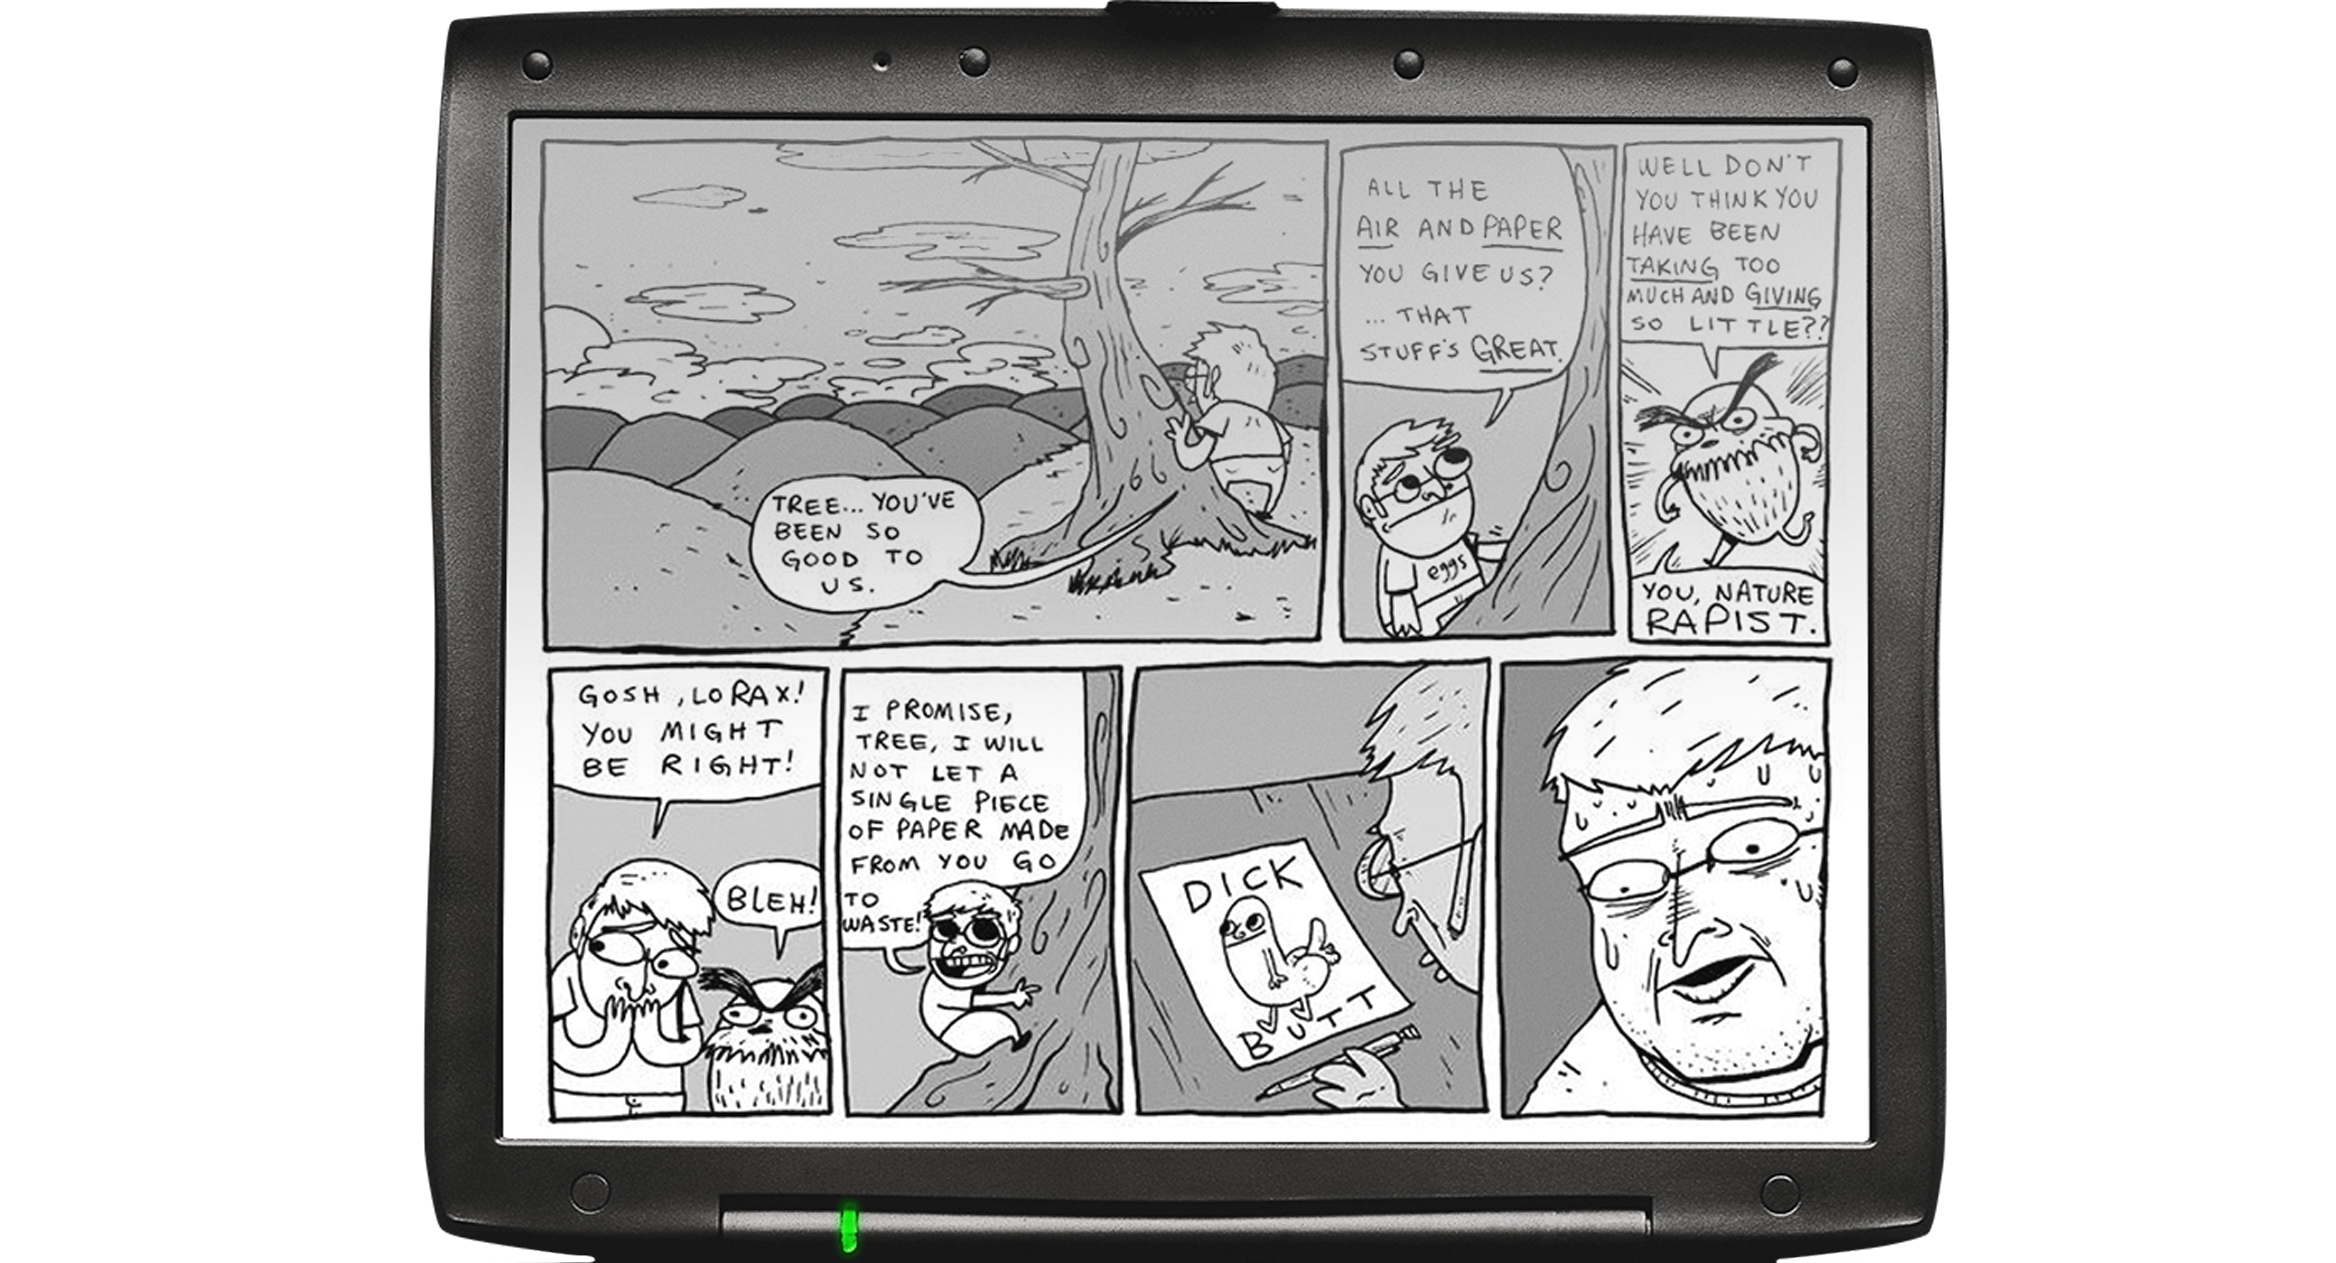 TREE... YOU'VE
BEEN SO
GOOD TO
US.
ALL THE
AIR AND PAPER
YOU GIVE US?
... THAT
STUFF'S GREAT.
eggs
WELL DON'T
YOU THINK YOU
HAVE BEEN
TAKING TOO
MUCH AND GIVING
SO LITTLE??
YOU, NATURE
RAPIST.
GOSH, LORAX!
YOU MIGHT
BE RIGHT!
BLEH!
I PROMISE,
TREE, I WILL
NOT LET A
SINGLE PIECE
OF PAPER MADE
FROM YOU GO
TO
WASTE!
DICK
BUTT